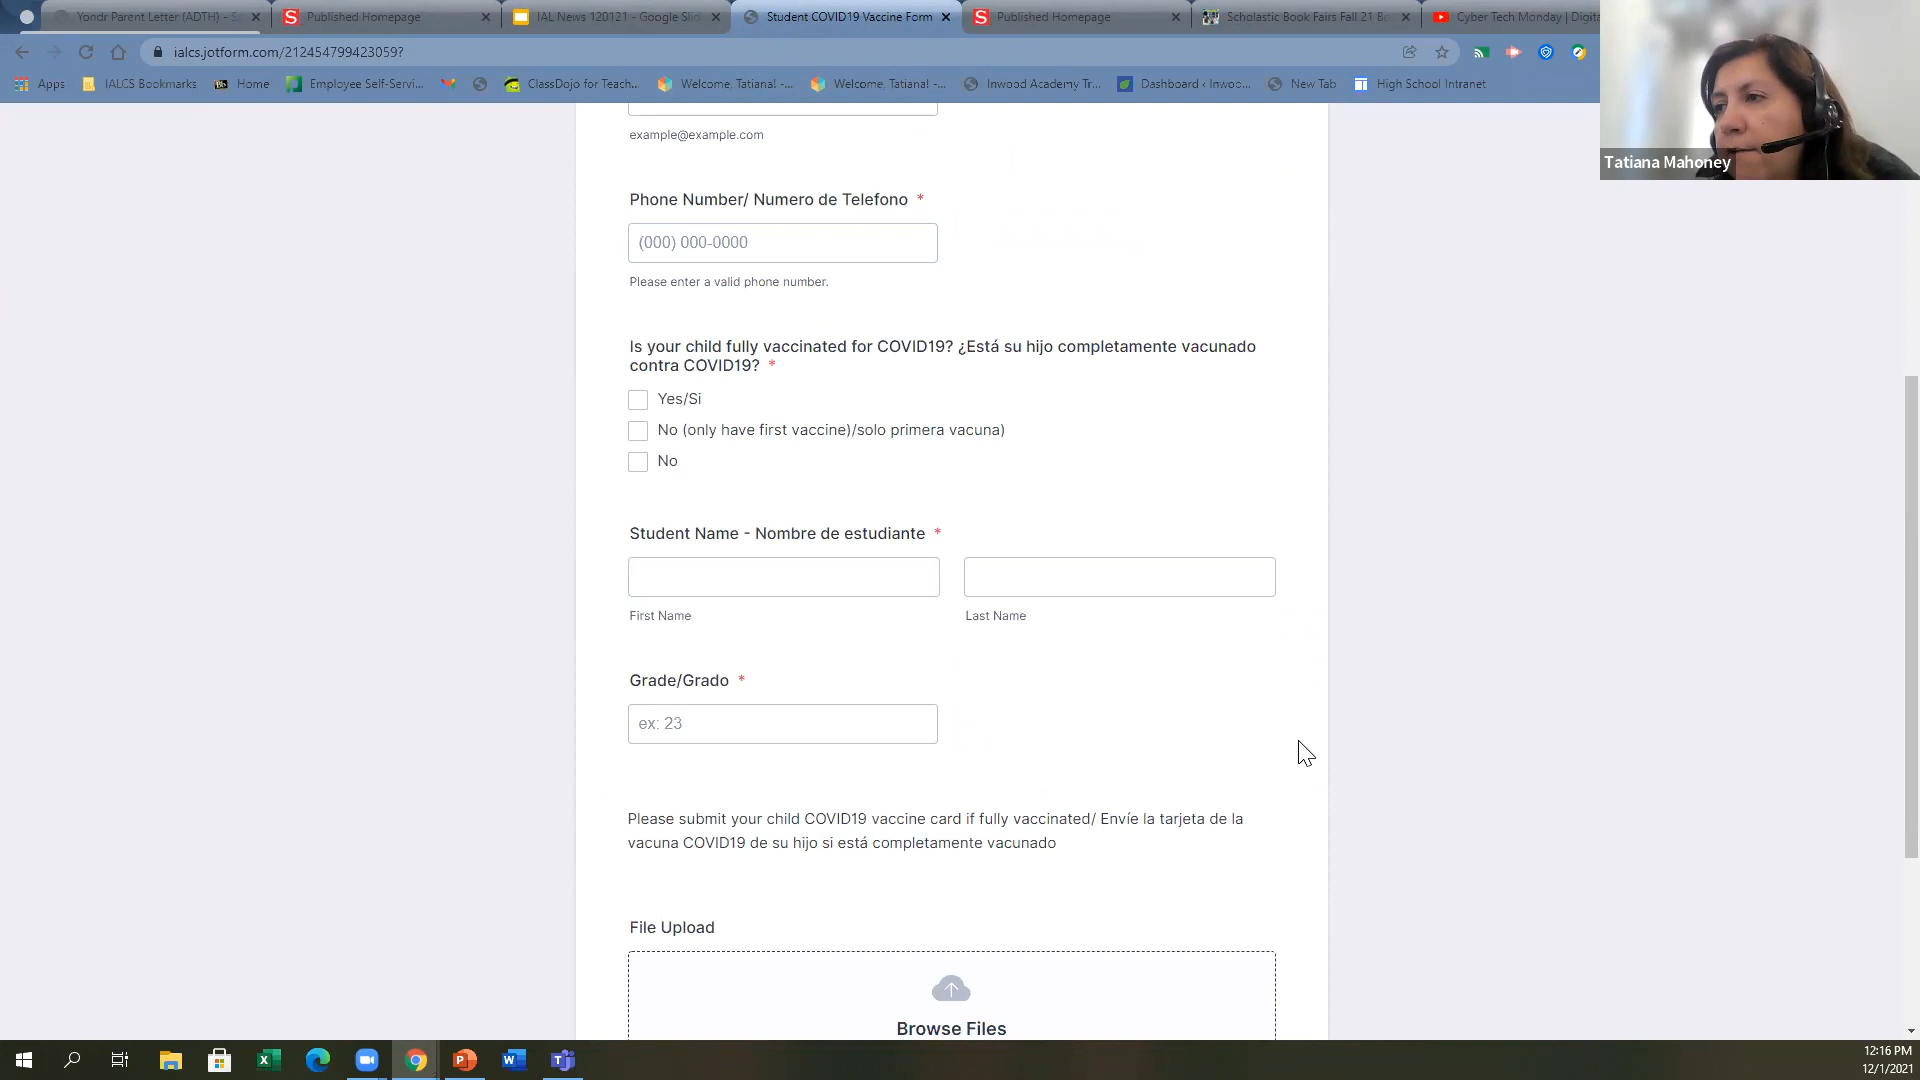 Yondr Parent Letter (ADTH) - S
Published Homepage
IAL News 120121 - Google Slid
Student COVID19 Vaccine Form
Published Homepage
Scholastic Book Fairs Fall 21 Bo
Cyber Tech Monday | Digita
ialcs.jotform.com/212454799423059?
Apps
IALCS Bookmarks
Home
Employee Self-Servi...
ClassDojo for Teach...
Welcome, Tatiana! -...
Welcome, Tatiana! -...
Inwood Academy Tr...
Dashboard ‹ Inwoo...
New Tab
High School Intranet
Tatiana Mahoney
example@example.com
Phone Number/ Numero de Telefono *
(000) 000-0000
Please enter a valid phone number.
Is your child fully vaccinated for COVID19? ¿Está su hijo completamente vacunado
contra COVID19? *
Yes/Si
No (only have first vaccine)/solo primera vacuna)
No
Student Name - Nombre de estudiante *
First Name
Last Name
Grade/Grado *
ex: 23
Please submit your child COVID19 vaccine card if fully vaccinated/ Envíe la tarjeta de la
vacuna COVID19 de su hijo si está completamente vacunado
File Upload
Browse Files
12:16 PM
12/1/2021